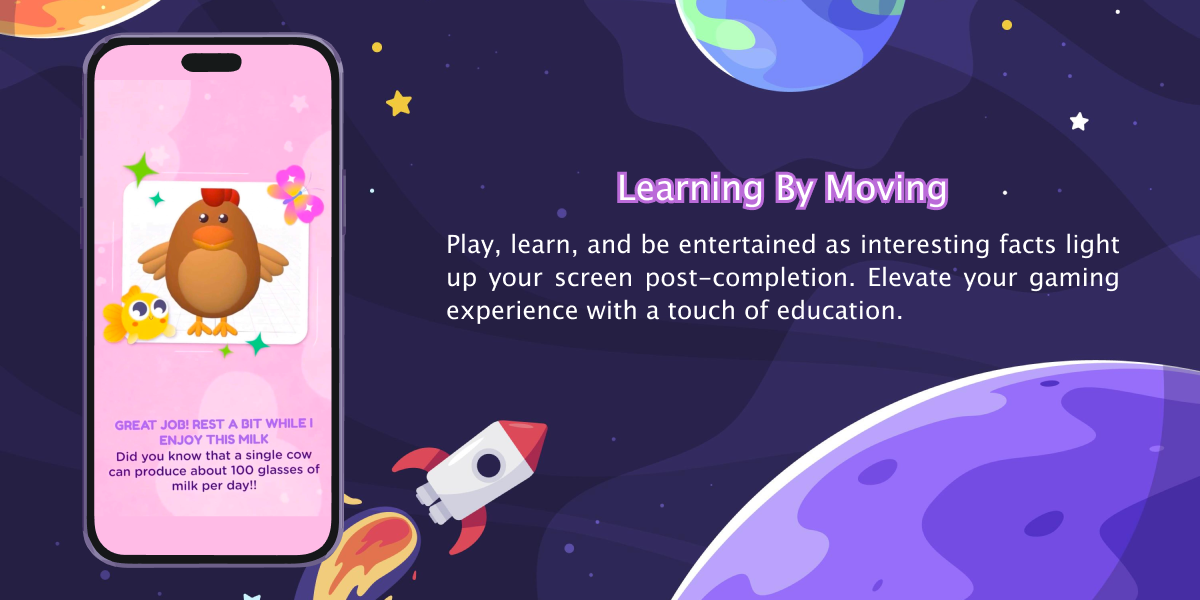 Learning By Moving
Play, learn, and be entertained as interesting facts light
up your screen post-completion. Elevate your gaming
experience with a touch of education.
GREAT JOB! REST A BIT WHILE I
ENJOY THIS MILK
Did you know that a single cow
can produce about 100 glasses of
milk per day!!